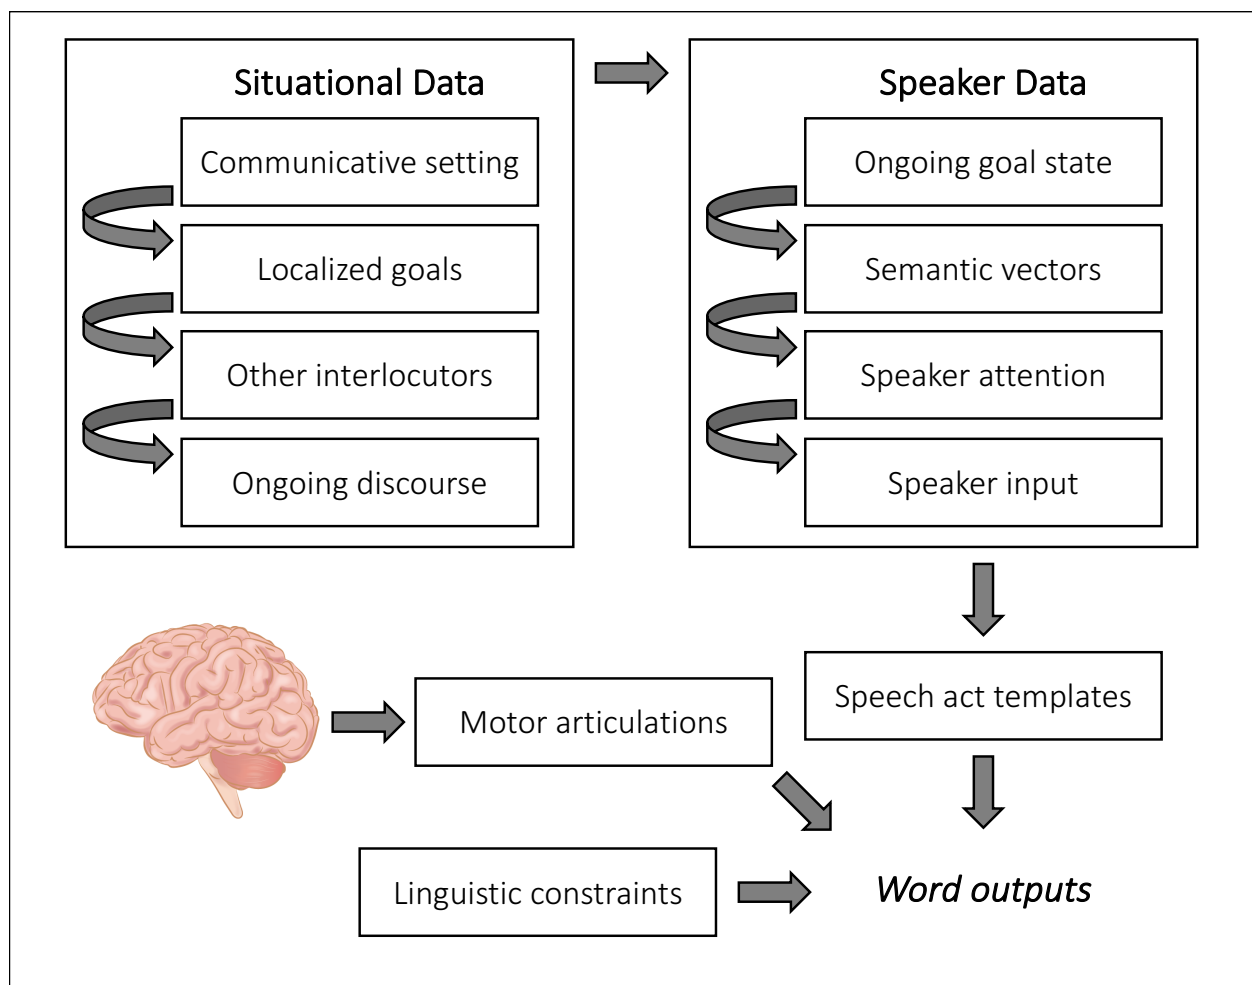 Situational Data
Communicative setting
Localized goals
Other interlocutors
Ongoing discourse
Speaker Data
Ongoing goal state
Semantic vectors
Speaker attention
Speaker input
Speech act templates
Motor articulations
Linguistic constraints
Word outputs